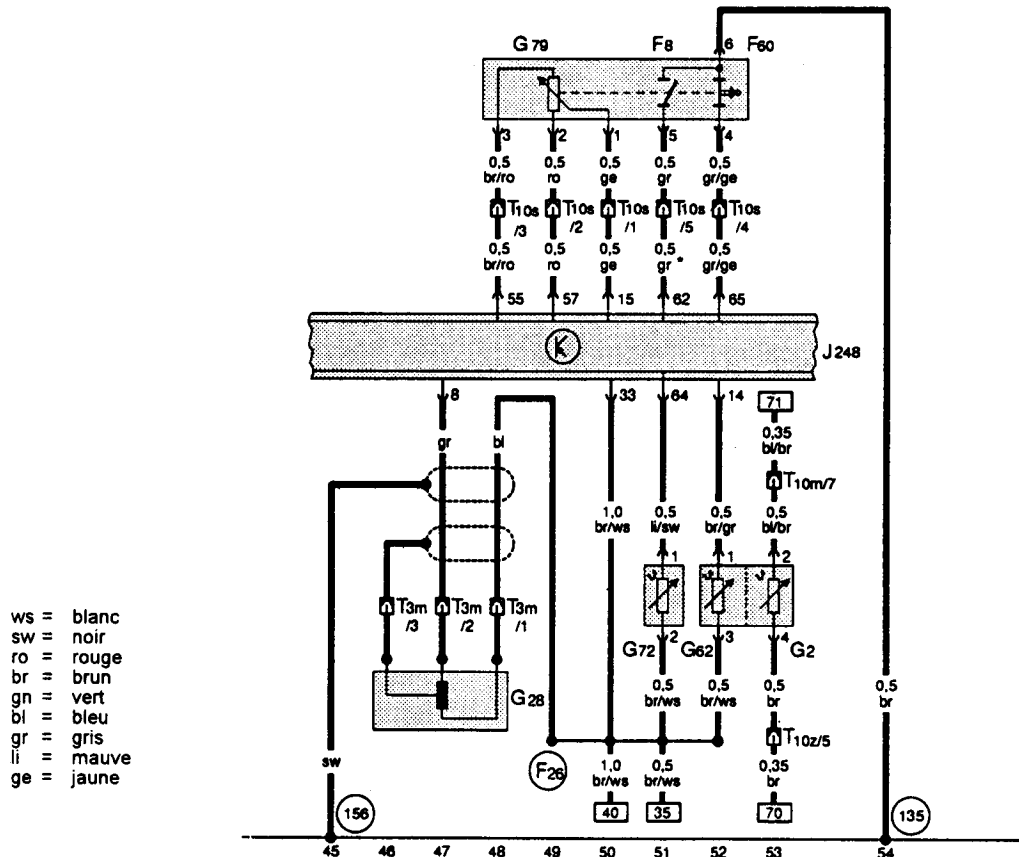 G79 F8 6 F60
3 2 1 5 4
0,5 0,5 0,5 0,5 0,5
br/ro ro ge gr gr/ge
T10s/3 T10s/2 T10s/1 T10s/5 T10s/4
0,5 0,5 0,5 0,5 0,5
br/ro ro ge gr* gr/ge
55 57 15 62 65
K J248
8 33 64 14 71
0,35
bl/br
gr bl
T10m/7
1,0 0,5 0,5 0,5
br/ws li/sw br/gr bl/br
1 1 2
T3m/3 T3m/2 T3m/1
2 3 4
G72 G62 G2
G28
0,5 0,5 0,5 0,5
br/ws br/ws br br
T10z/5
F26
sw
1,0 0,5 0,35
br/ws br/ws br
156 40 35 70 135
45 46 47 48 49 50 51 52 53 54
ws = blanc
sw = noir
ro = rouge
br = brun
gn = vert
bl = bleu
gr = gris
li = mauve
ge = jaune